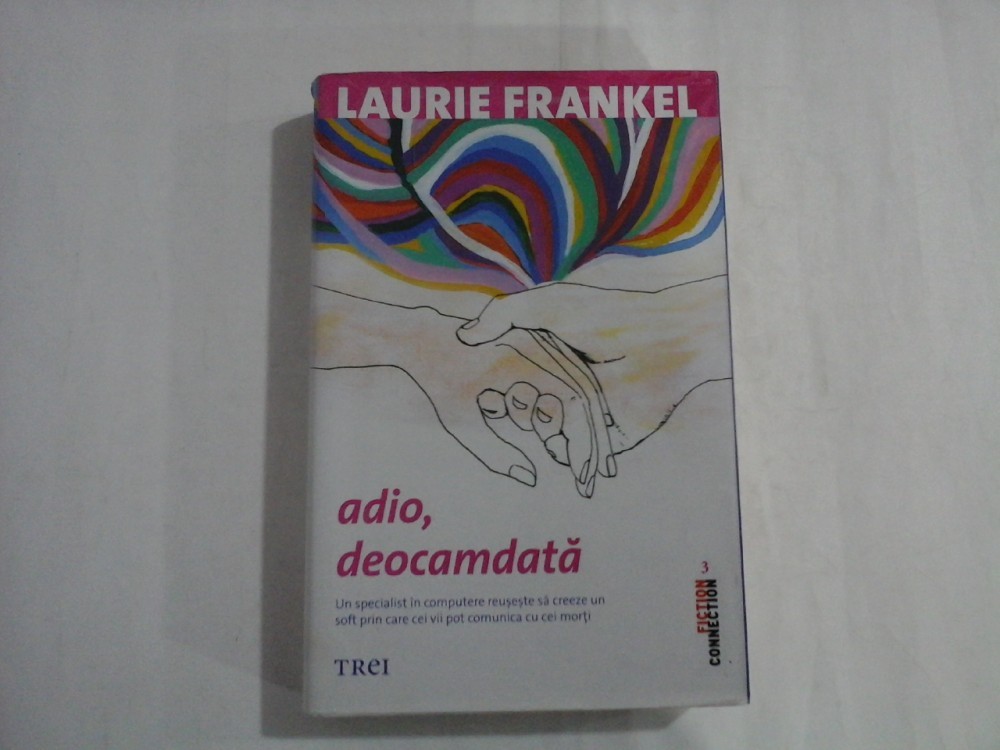 LAURIE FRANKEL
adio,
deocamdată
Un specialist în computere reușește să creeze un
soft prin care cei vii pot comunica cu cei morți
TREI
3
FICTION
CONNECTION